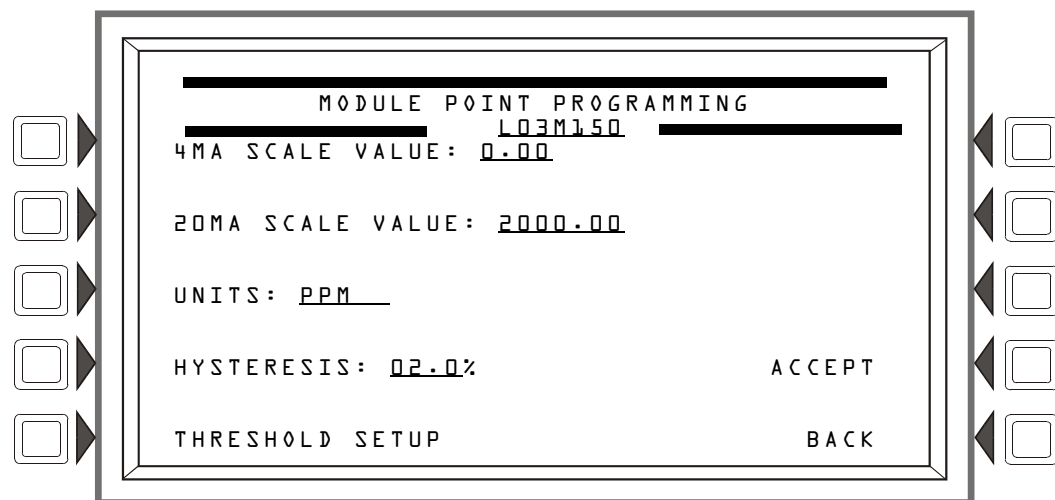 MODULE POINT PROGRAMMING
L03M150
4MA SCALE VALUE: 0.00
20MA SCALE VALUE: 2000.00
UNITS: PPM
HYSTERESIS: 02.0%
ACCEPT
THRESHOLD SETUP
BACK